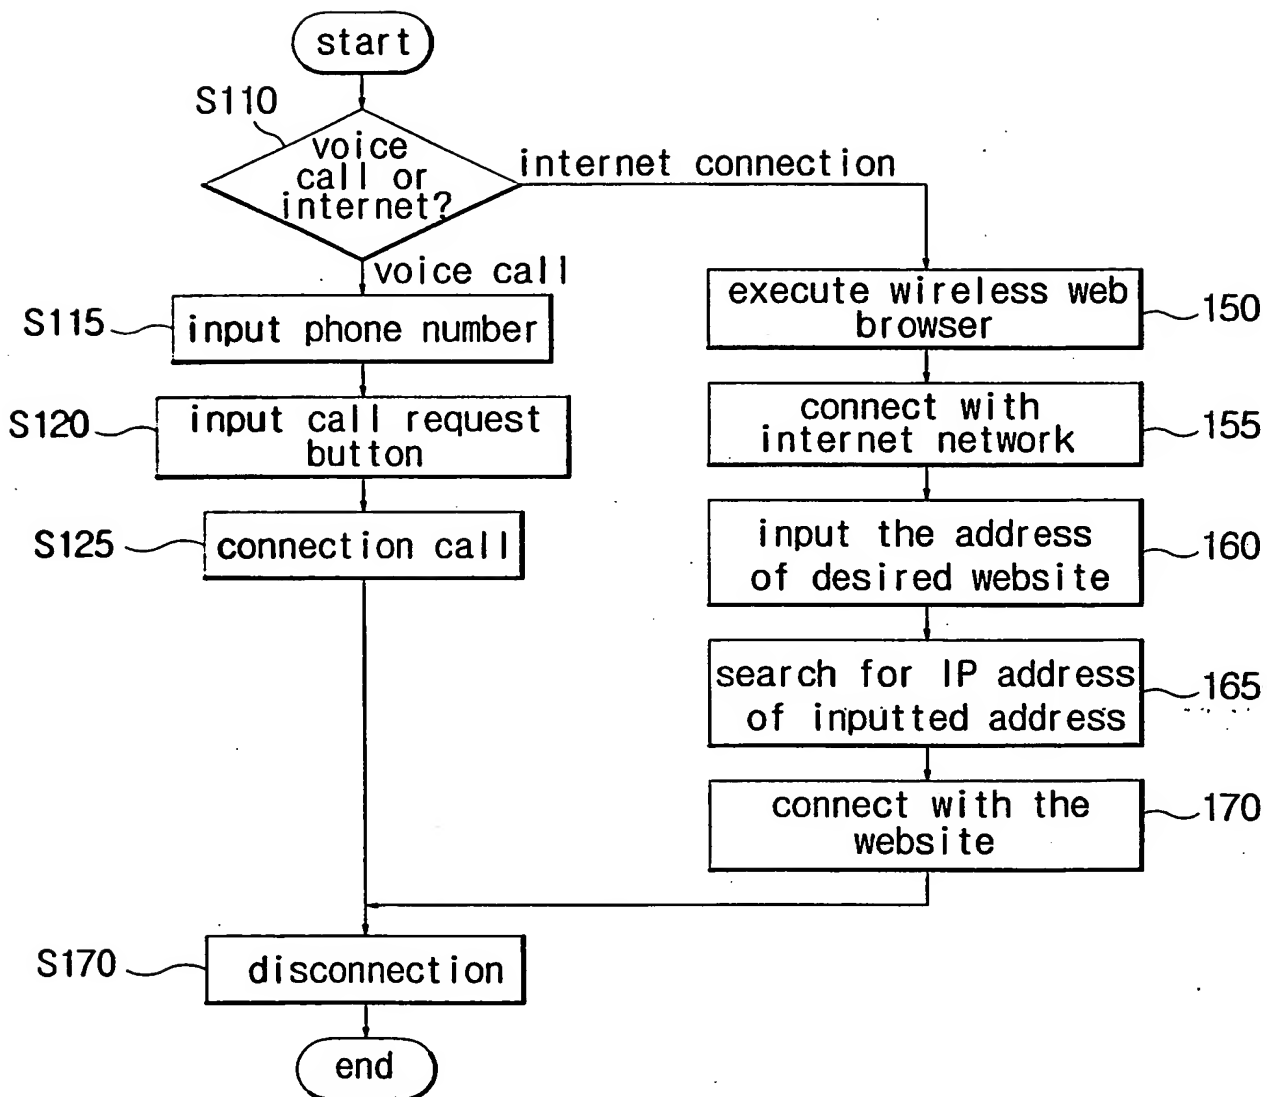 start
S110
voice
call or
internet?
internet connection
voice call
S115
input phone number
S120
input call request
button
S125
connection call
execute wireless web
browser
150
connect with
internet network
155
input the address
of desired website
160
search for IP address
of inputted address
165
connect with the
website
170
S170
disconnection
end